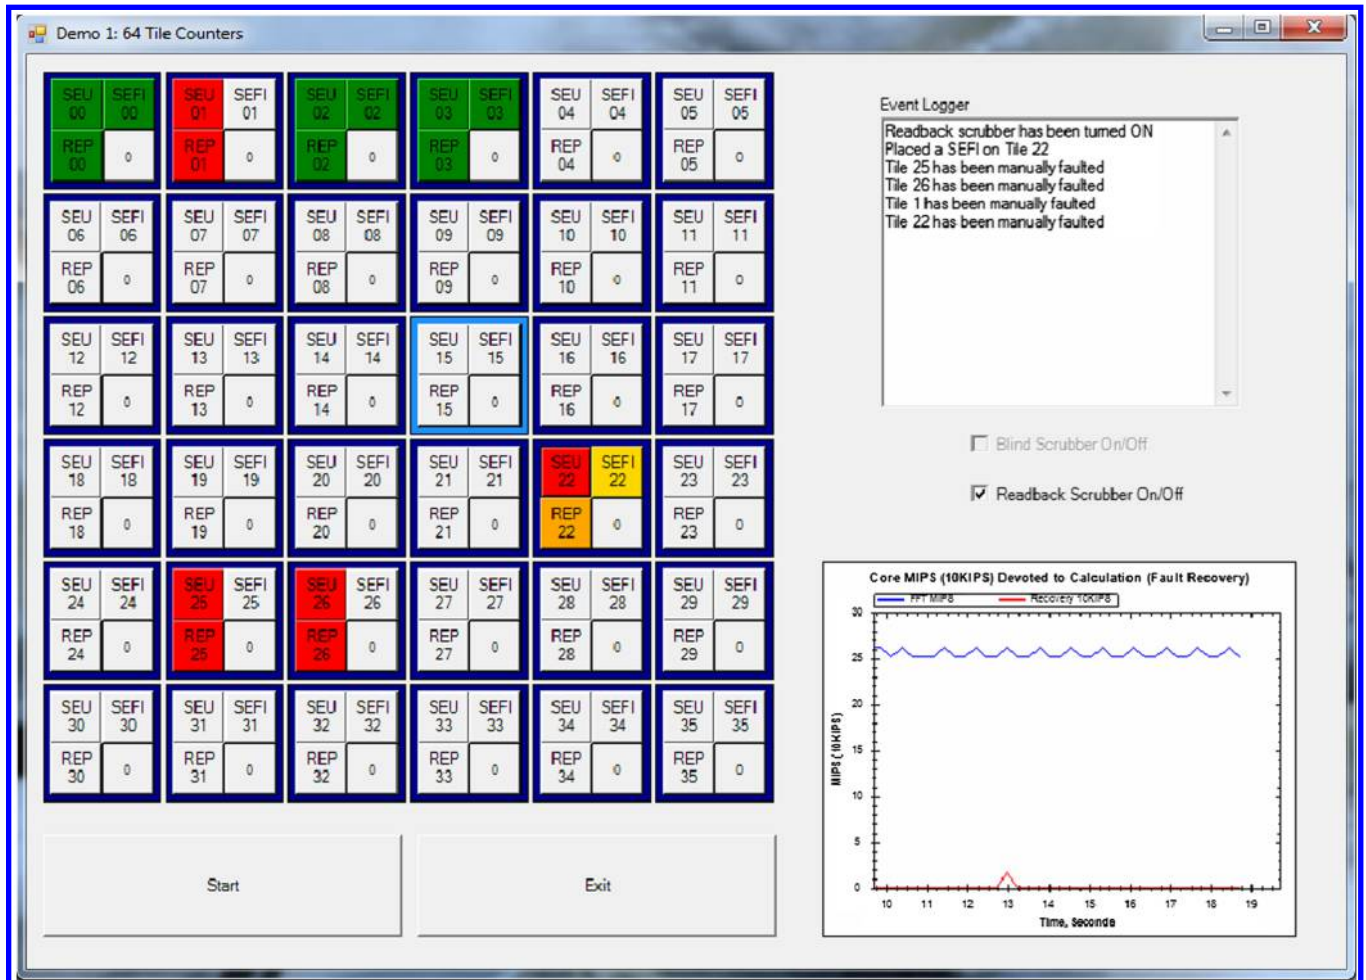 Demo 1: 64 Tile Counters
SEU SEFI SEU SEFI SEU SEFI SEU SEFI SEU SEFI SEU SEFI
00 00 01 01 02 02 03 03 04 04 05 05
REP REP REP REP REP REP
00 0 01 0 02 0 03 0 04 0 05 0
SEU SEFI SEU SEFI SEU SEFI SEU SEFI SEU SEFI SEU SEFI
06 06 07 07 08 08 09 09 10 10 11 11
REP REP REP REP REP REP
06 0 07 0 08 0 09 0 10 0 11 0
SEU SEFI SEU SEFI SEU SEFI SEU SEFI SEU SEFI SEU SEFI
12 12 13 13 14 14 15 15 16 16 17 17
REP REP REP REP REP REP
12 0 13 0 14 0 15 0 16 0 17 0
SEU SEFI SEU SEFI SEU SEFI SEU SEFI SEU SEFI SEU SEFI
18 18 19 19 20 20 21 21 22 22 23 23
REP REP REP REP REP REP
18 0 19 0 20 0 21 0 22 0 23 0
SEU SEFI SEU SEFI SEU SEFI SEU SEFI SEU SEFI SEU SEFI
24 24 25 25 26 26 27 27 28 28 29 29
REP REP REP REP REP REP
24 0 25 0 26 0 27 0 28 0 29 0
SEU SEFI SEU SEFI SEU SEFI SEU SEFI SEU SEFI SEU SEFI
30 30 31 31 32 32 33 33 34 34 35 35
REP REP REP REP REP REP
30 0 31 0 32 0 33 0 34 0 35 0
Start Exit
Event Logger
Readback scrubber has been turned ON
Placed a SEFI on Tile 22
Tile 25 has been manually faulted
Tile 26 has been manually faulted
Tile 1 has been manually faulted
Tile 22 has been manually faulted
Blind Scrubber On/Off
Readback Scrubber On/Off
Core MIPS (10KIPS) Devoted to Calculation (Fault Recovery)
FFT MIPS Recovery 10KIPS
MIPS (10KIPS)
30
25
20
15
10
5
0
10 11 12 13 14 15 16 17 18 19
Time, Seconds